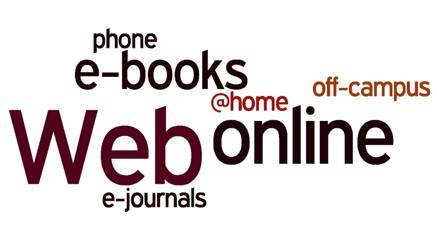 phone
e-books
off-campus
@home
Web online
e-journals